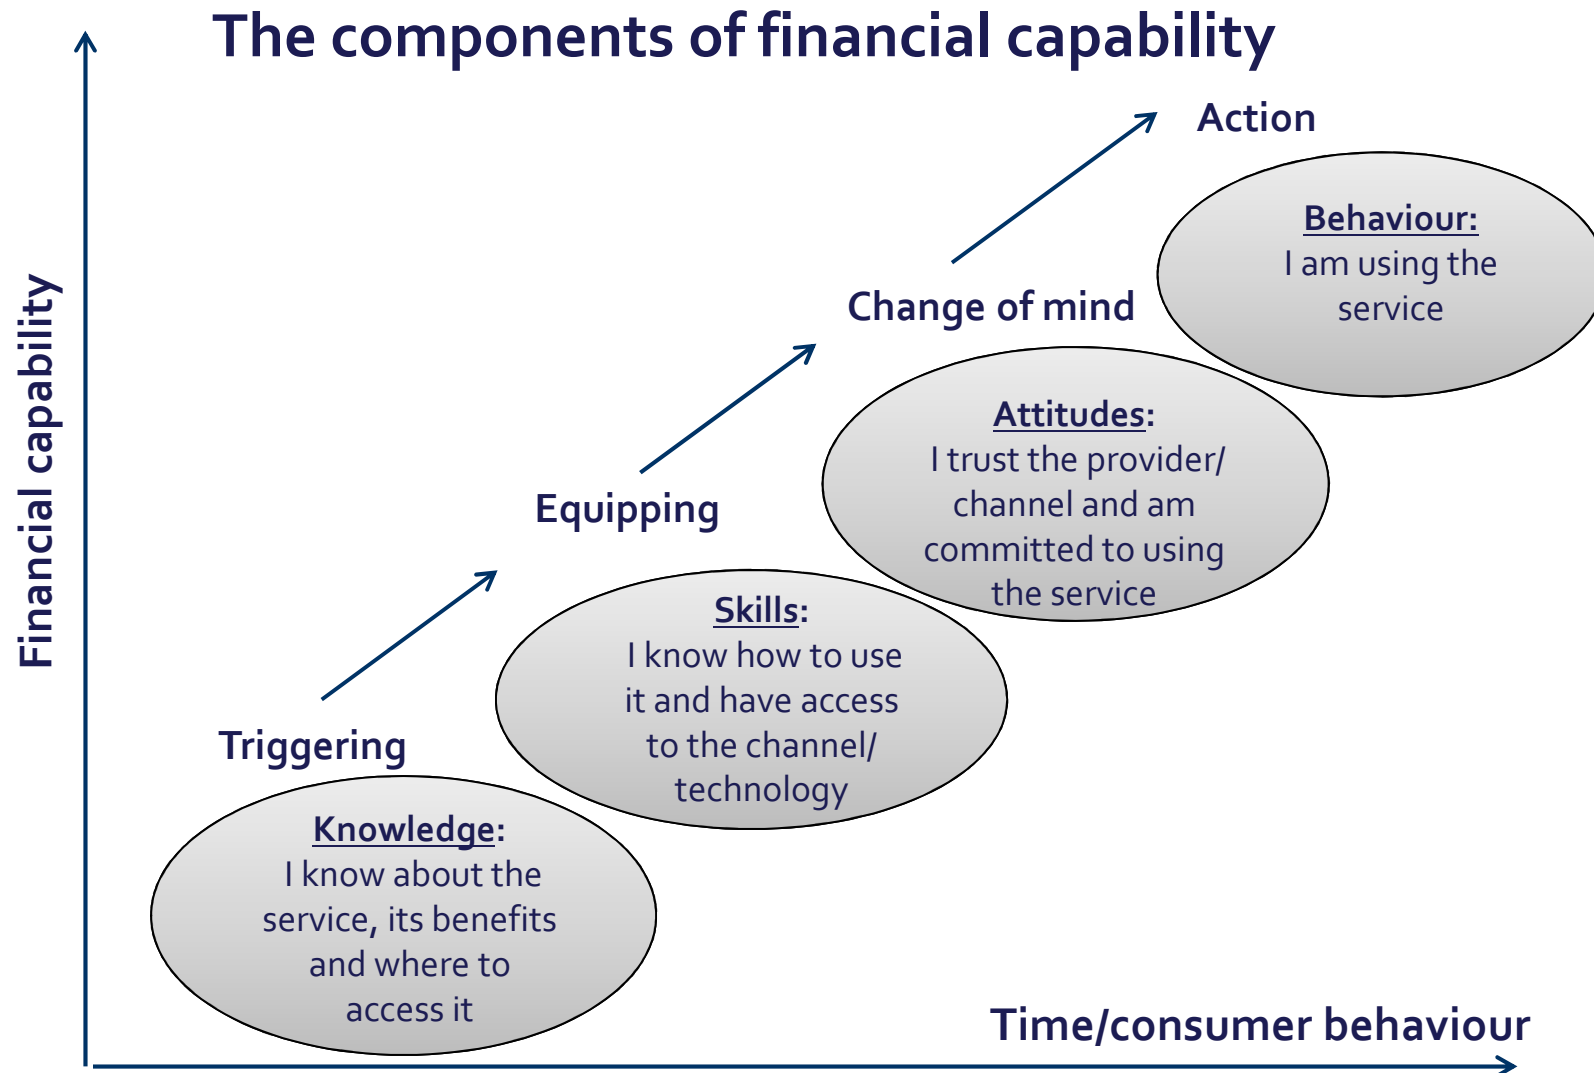 The components of financial capability
Action
Behaviour:
I am using the
service
Change of mind
Attitudes:
I trust the provider/
channel and am
committed to using
the service
Equipping
Skills:
I know how to use
it and have access
to the channel/
technology
Triggering
Knowledge:
I know about the
service, its benefits
and where to
access it
Financial capability
Time/consumer behaviour